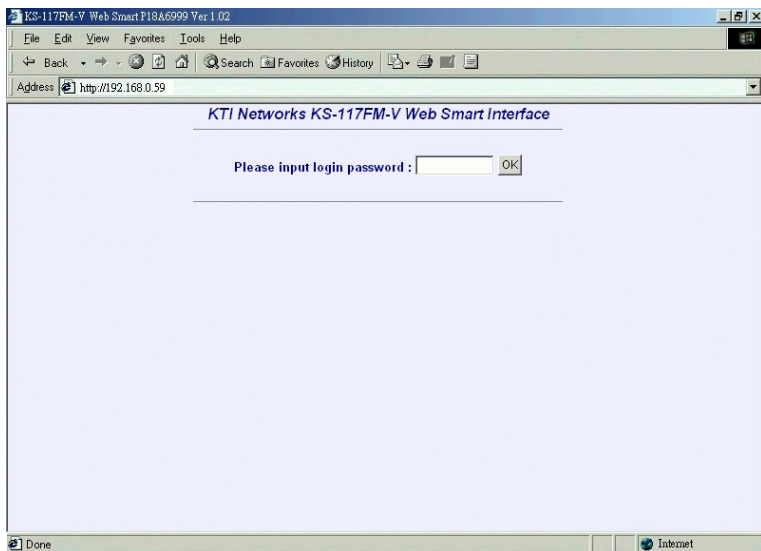 KS-117FM-V Web Smart P18A6999 Ver 1.02
File Edit View Favorites Tools Help
Back Search Favorites History
Address http://192.168.0.59
KTI Networks KS-117FM-V Web Smart Interface
Please input login password : OK
Done Internet